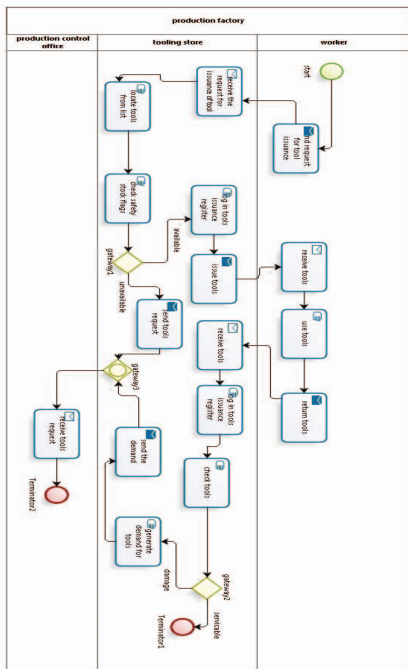 production factory
production control
office
tooling store
worker
start
nd request
for tool
issuance
receive the
request for
issuance of tool
locate tools
from list
check safety
stock flags
gateway1
available
unavailable
log in tools
issuance
register
issue tools
receive tools
use tools
return tools
receive tools
log in tools
issuance
register
check tools
gateway2
servicable
Terminator1
damage
generate
demand for
tools
send the
demand
send tools
request
gateway3
receive tools
request
Terminator2